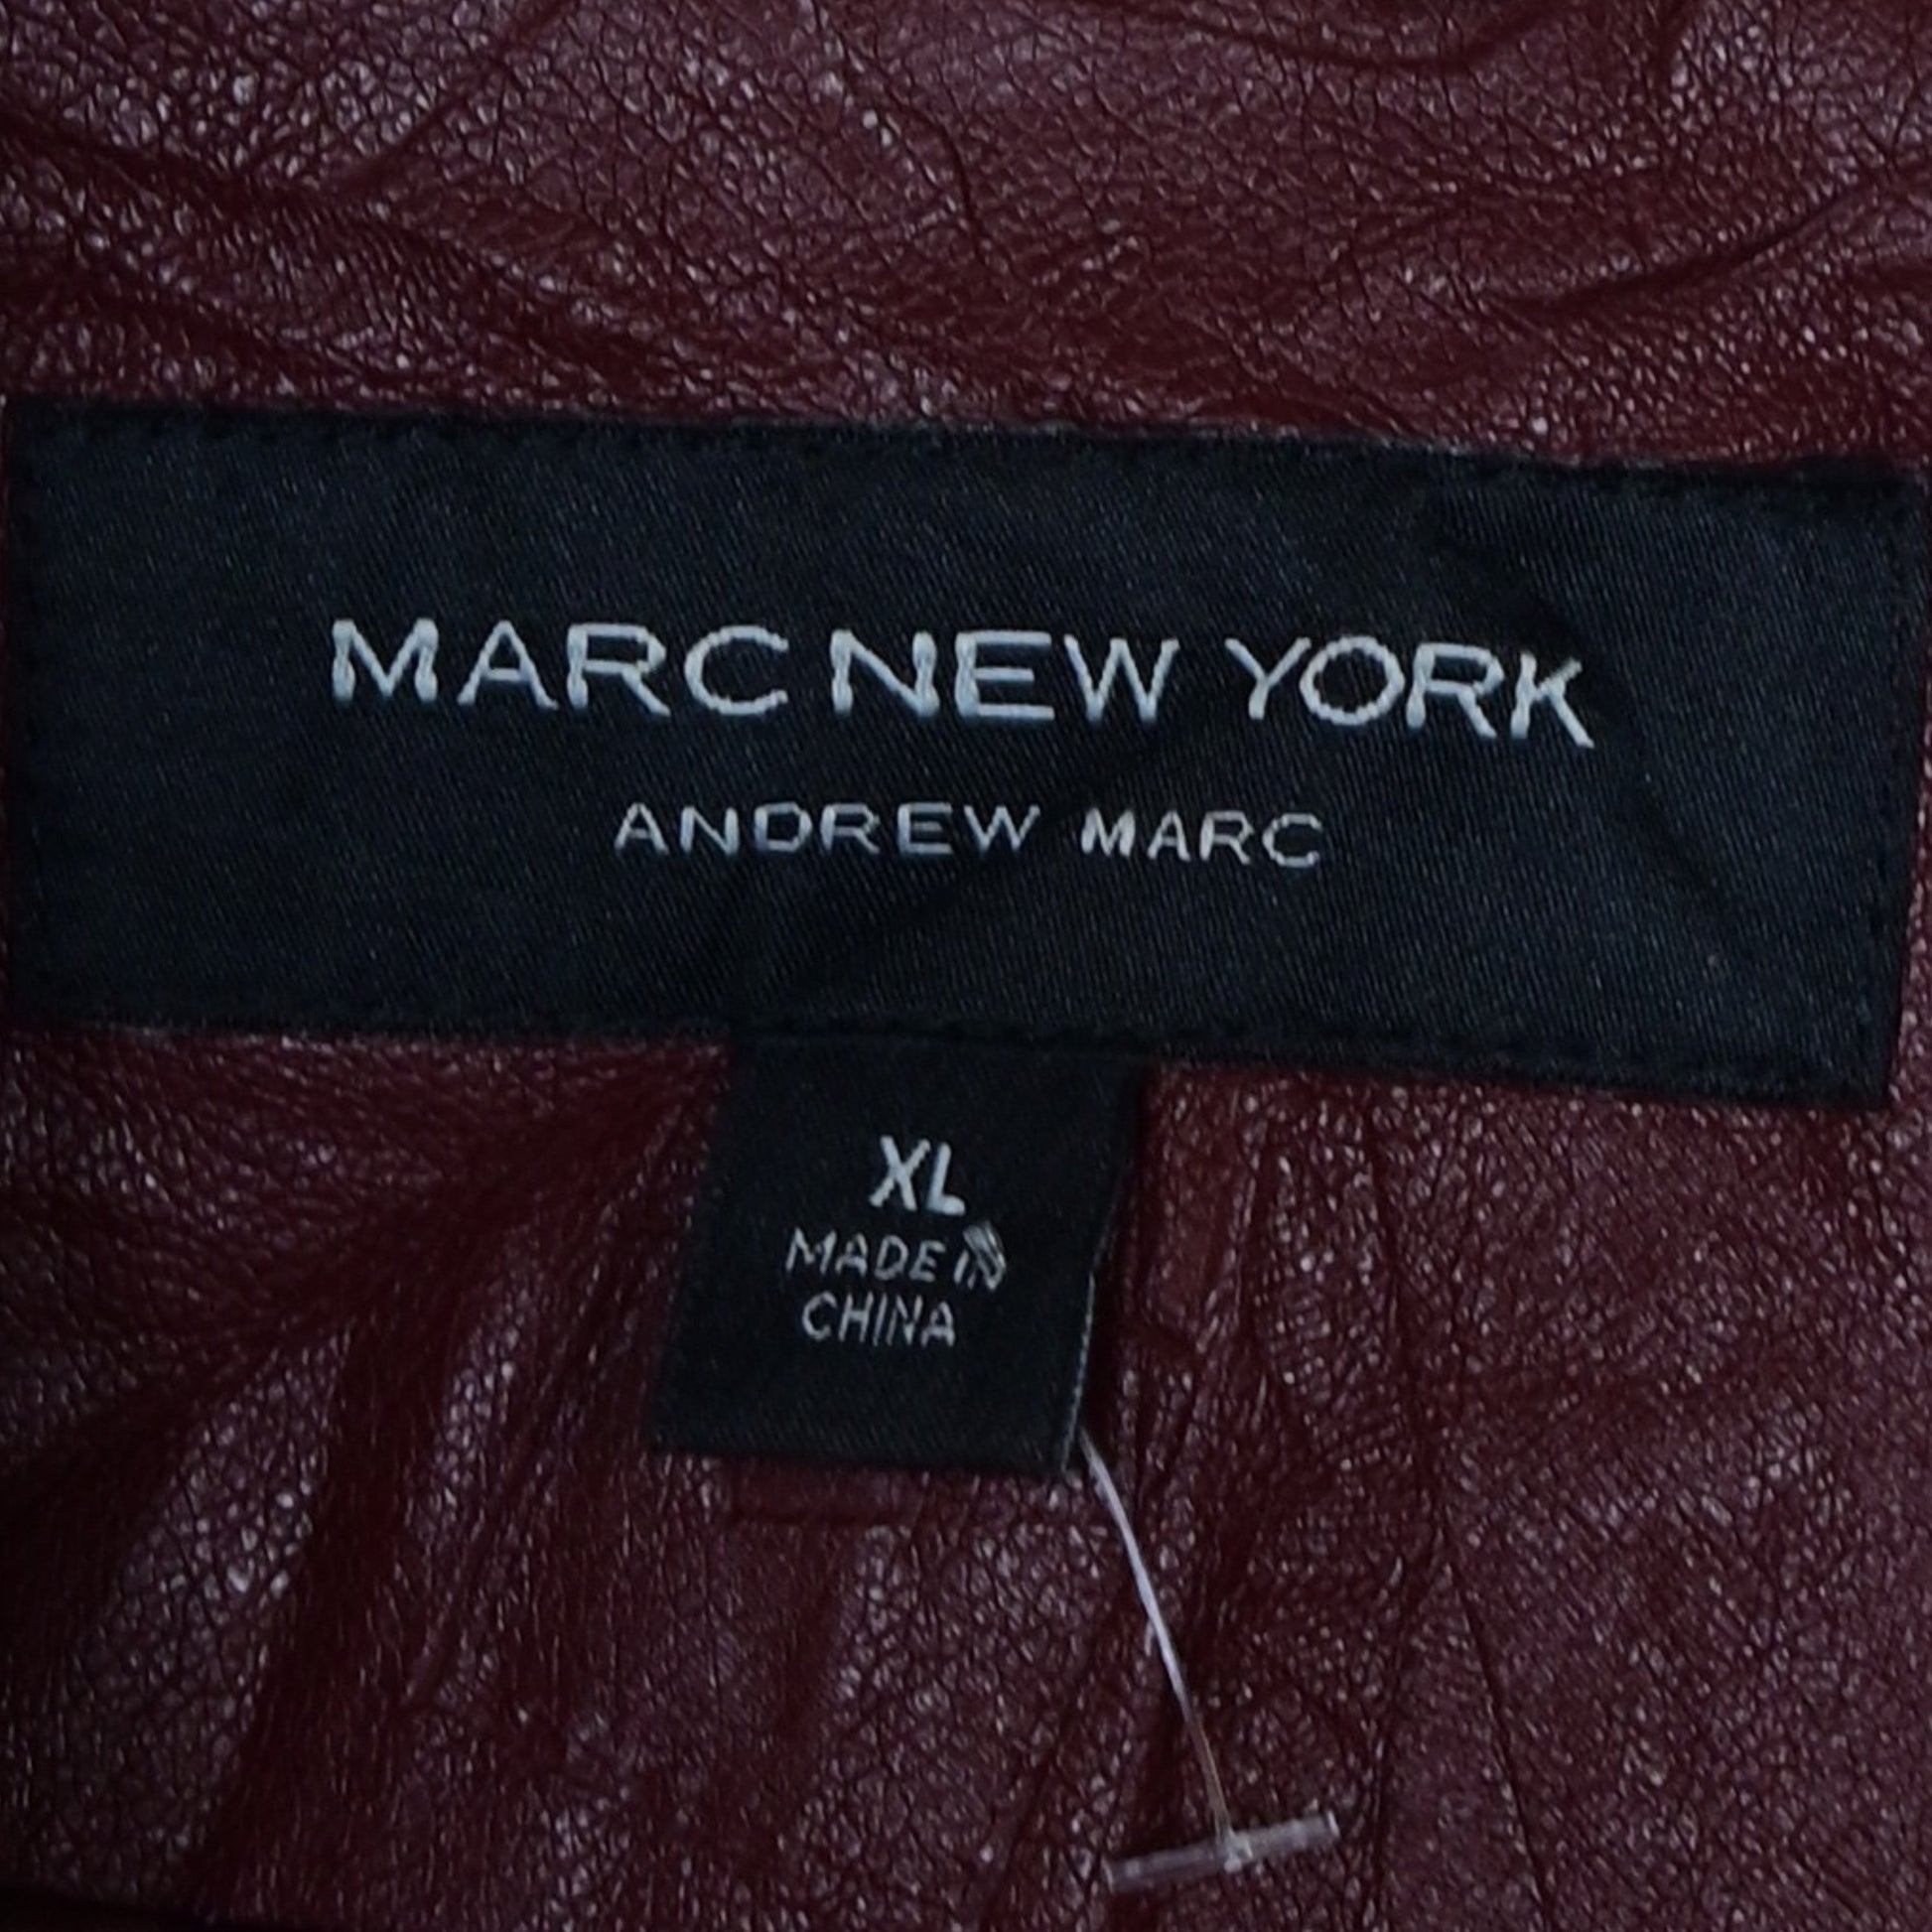 MARC NEW YORK
ANDREW MARC
XL
MADE IN
CHINA